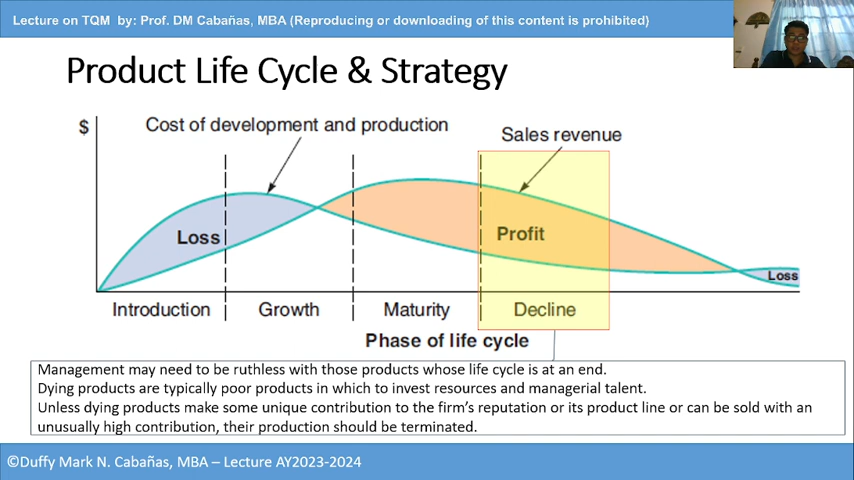 Lecture on TQM by: Prof. DM Cabañas, MBA (Reproducing or downloading of this content is prohibited)
Product Life Cycle & Strategy
$
Cost of development and production
Sales revenue
Loss
Profit
Loss
Introduction
Growth
Maturity
Decline
Phase of life cycle
Management may need to be ruthless with those products whose life cycle is at an end.
Dying products are typically poor products in which to invest resources and managerial talent.
Unless dying products make some unique contribution to the firm's reputation or its product line or can be sold with an
unusually high contribution, their production should be terminated.
©Duffy Mark N. Cabañas, MBA – Lecture AY2023-2024